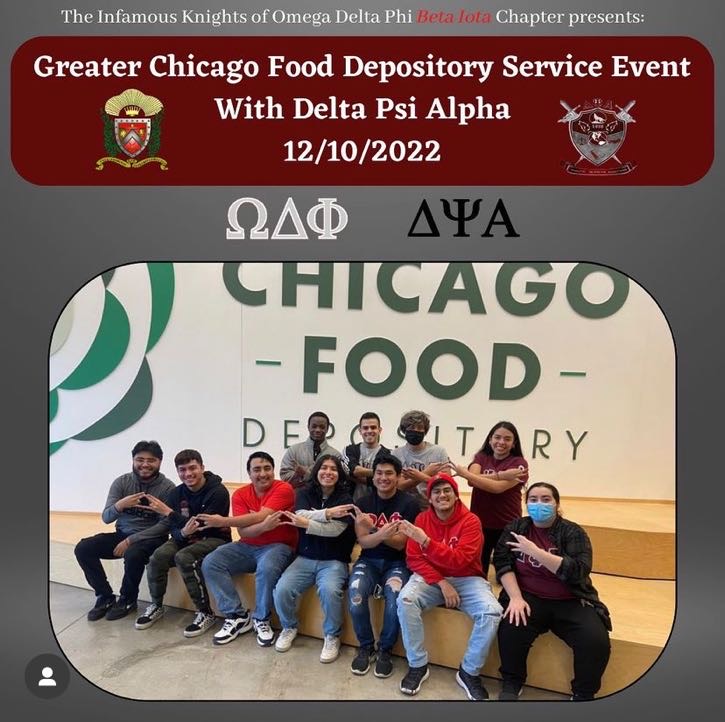 The Infamous Knights of Omega Delta Phi Beta Iota Chapter presents:
Greater Chicago Food Depository Service Event
With Delta Psi Alpha
12/10/2022
ΩΔΦ ΔΨΑ
CHICAGO
- FOOD -
DEPOSITORY